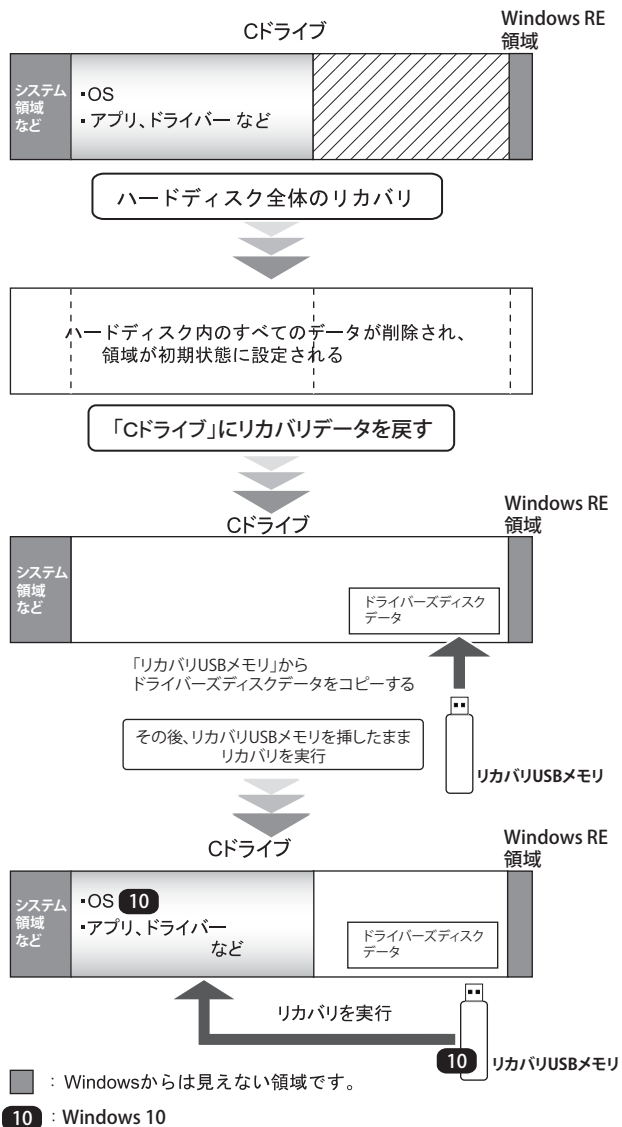 Cドライブ
Windows RE
領域
システム
領域
など
▪OS
▪アプリ、ドライバー など
ハードディスク全体のリカバリ
ハードディスク内のすべてのデータが削除され、
領域が初期状態に設定される
「Cドライブ」にリカバリデータを戻す
Cドライブ
Windows RE
領域
システム
領域
など
ドライバーズディスク
データ
「リカバリUSBメモリ」から
ドライバーズディスクデータをコピーする
その後、リカバリUSBメモリを挿したまま
リカバリを実行
リカバリUSBメモリ
Cドライブ
Windows RE
領域
システム
領域
など
▪OS 10
▪アプリ、ドライバー
など
ドライバーズディスク
データ
リカバリを実行
10 リカバリUSBメモリ
：Windowsからは見えない領域です。
10：Windows 10